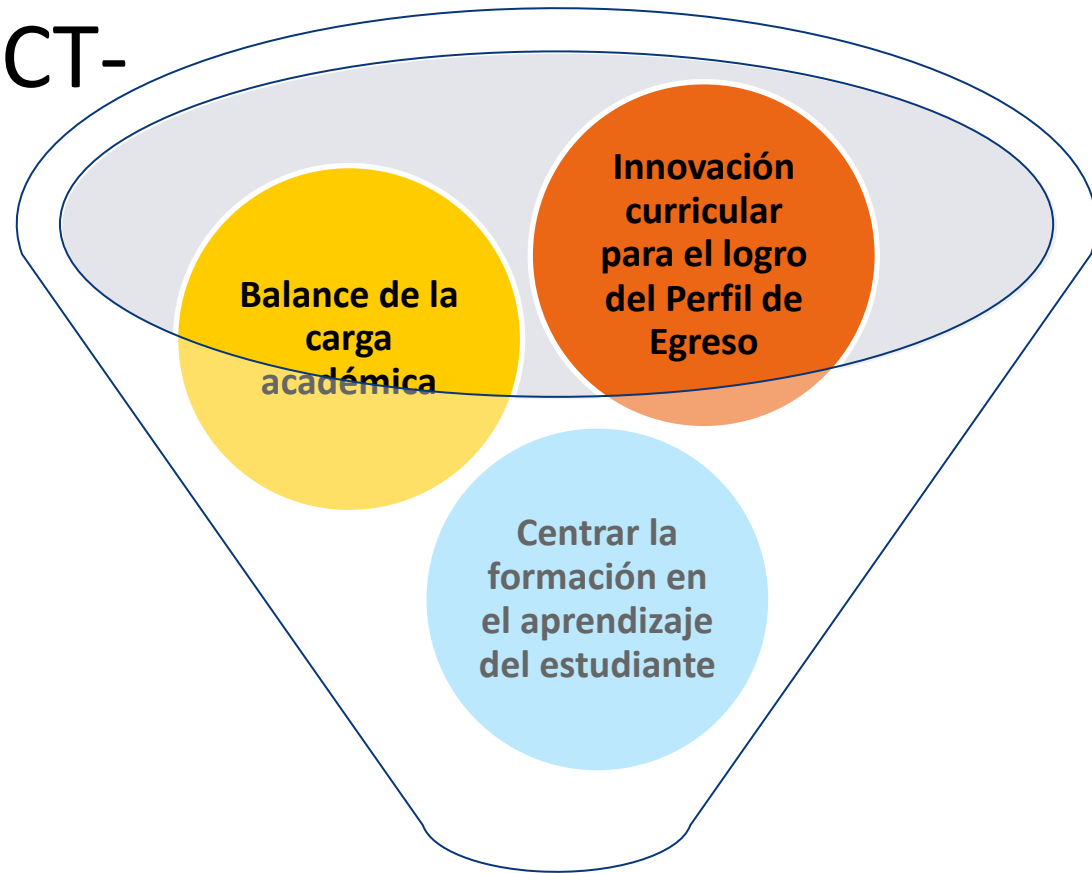 CT-
Innovación
curricular
para el logro
del Perfil de
Egreso
Balance de la
carga
académica
Centrar la
formación en
el aprendizaje
del estudiante